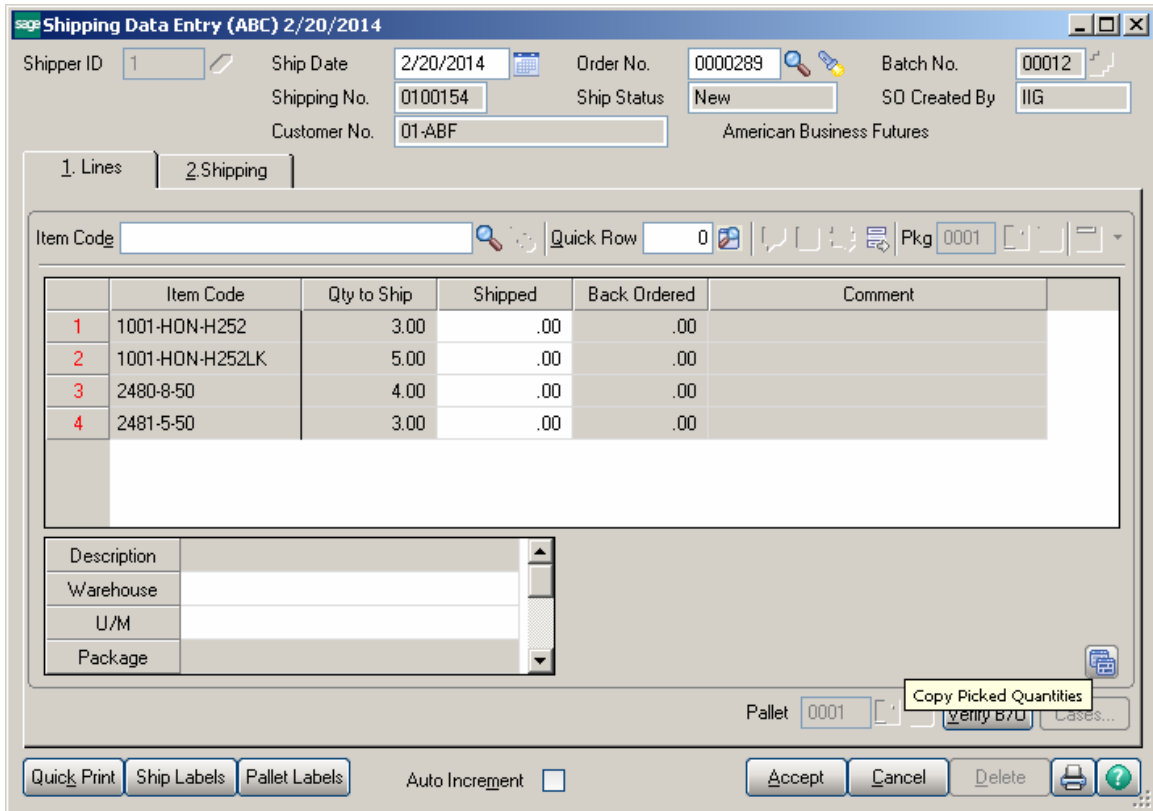 sage Shipping Data Entry (ABC) 2/20/2014
Shipper ID 1 Ship Date 2/20/2014 Order No. 0000289 Batch No. 00012
Shipping No. 0100154 Ship Status New SO Created By IIG
Customer No. 01-ABF American Business Futures
1. Lines 2.Shipping
Item Code Quick Row 0 Pkg 0001
Item Code Qty to Ship Shipped Back Ordered Comment
1 1001-HON-H252 3.00 .00 .00
2 1001-HON-H252LK 5.00 .00 .00
3 2480-8-50 4.00 .00 .00
4 2481-5-50 3.00 .00 .00
Description
Warehouse
U/M
Package
Copy Picked Quantities
Pallet 0001 Verify B/O Cases...
Quick Print Ship Labels Pallet Labels Auto Increment Accept Cancel Delete